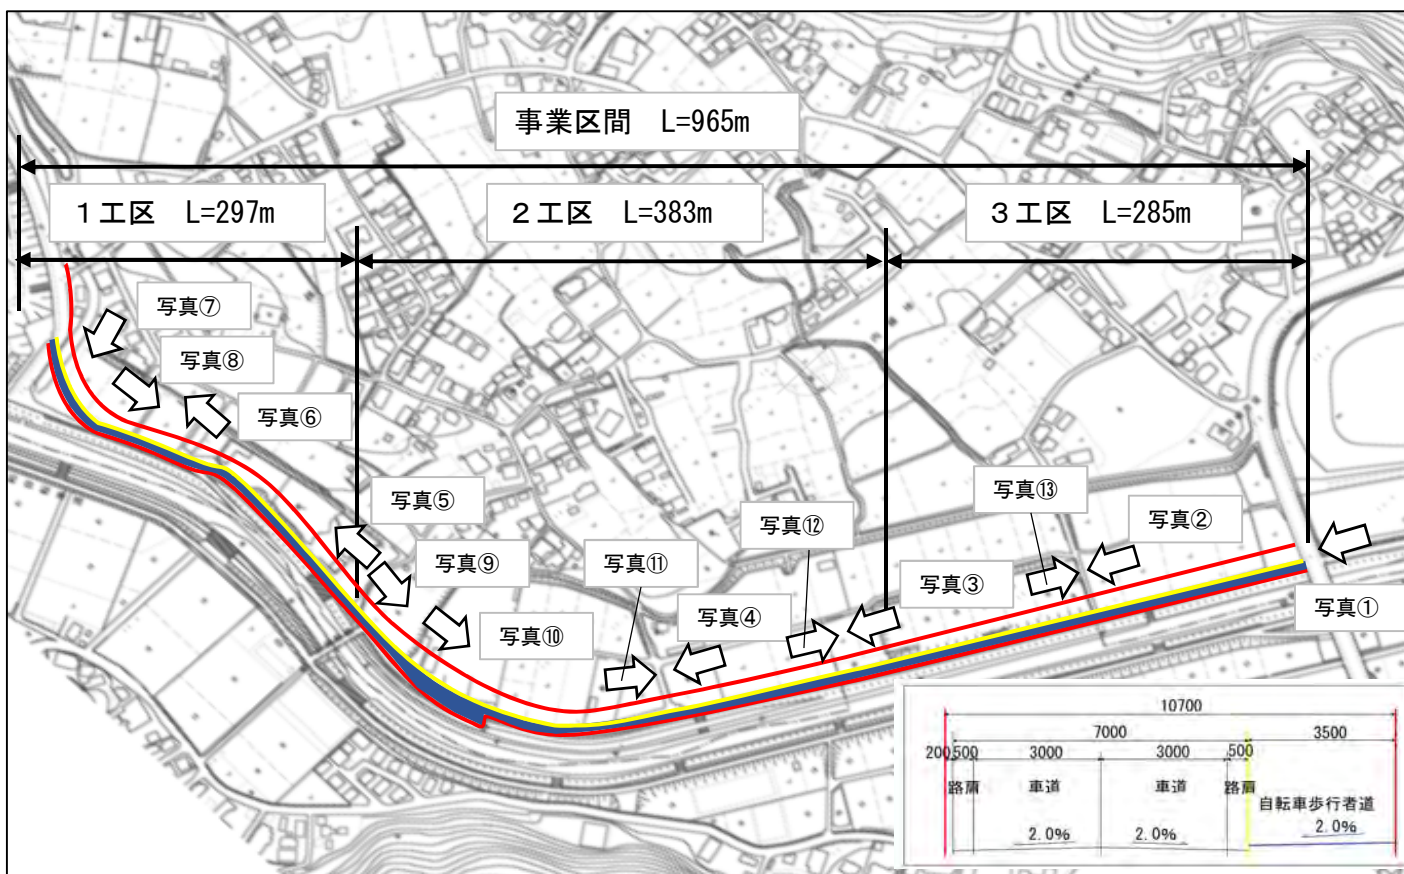 事業区間　L=965m
１工区　L=297m
２工区　L=383m
３工区　L=285m
写真⑦
写真⑧
写真⑥
写真⑤
写真⑨
写真⑩
写真⑪
写真④
写真⑫
写真③
写真⑬
写真②
写真①
10700
7000
3500
200
500
3000
3000
500
路肩
車道
車道
路肩
自転車歩行者道
2.0%
2.0%
2.0%